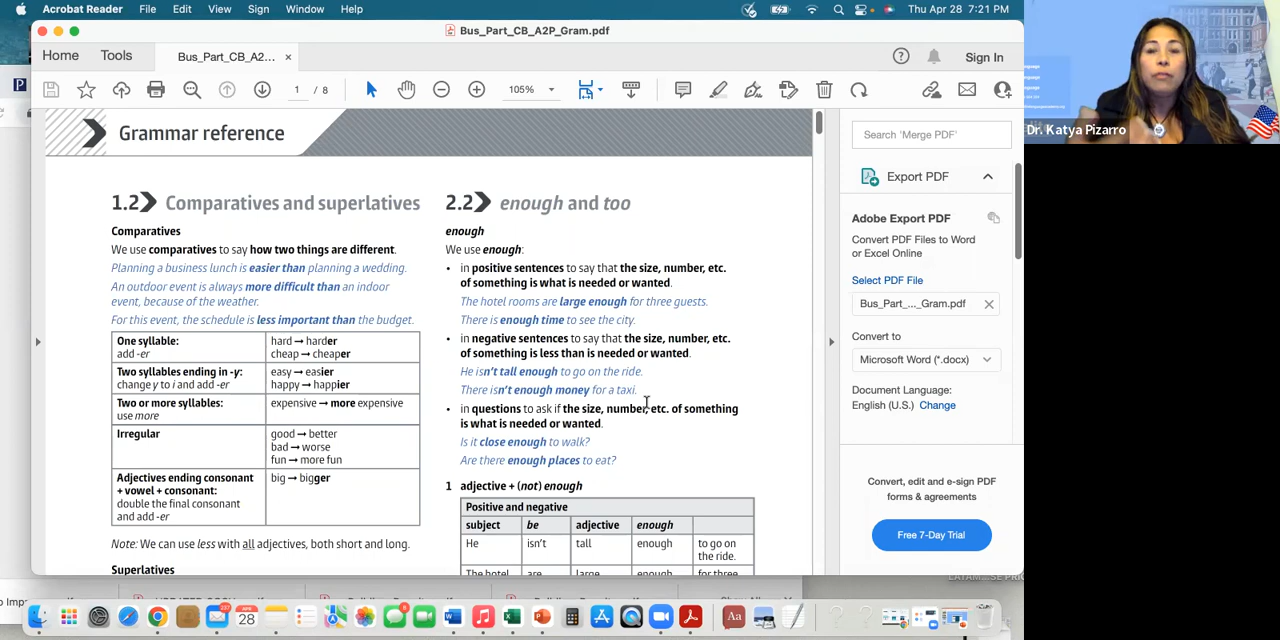 Acrobat Reader File Edit View Sign Window Help
Thu Apr 28 7:21 PM
Bus_Part_CB_A2P_Gram.pdf
Home Tools Bus_Part_CB_A2... × Sign In
1 / 8 105%
Grammar reference
1.2 Comparatives and superlatives
Comparatives
We use comparatives to say how two things are different.
Planning a business lunch is easier than planning a wedding.
An outdoor event is always more difficult than an indoor
event, because of the weather.
For this event, the schedule is less important than the budget.
One syllable:
add -er
hard → harder
cheap → cheaper
Two syllables ending in -y:
change y to i and add -er
easy → easier
happy → happier
Two or more syllables:
use more
expensive → more expensive
Irregular
good → better
bad → worse
fun → more fun
Adjectives ending consonant
+ vowel + consonant:
double the final consonant
and add -er
big → bigger
Note: We can use less with all adjectives, both short and long.
Superlatives
2.2 enough and too
enough
We use enough:
• in positive sentences to say that the size, number, etc.
of something is what is needed or wanted.
The hotel rooms are large enough for three guests.
There is enough time to see the city.
• in negative sentences to say that the size, number, etc.
of something is less than is needed or wanted.
He isn't tall enough to go on the ride.
There isn't enough money for a taxi.
• in questions to ask if the size, number, etc. of something
is what is needed or wanted.
Is it close enough to walk?
Are there enough places to eat?
1 adjective + (not) enough
Positive and negative
subject be adjective enough
He isn't tall enough to go on
the ride.
The hotel are large enough for three
Search 'Merge PDF'
Export PDF
Adobe Export PDF
Convert PDF Files to Word
or Excel Online
Select PDF File
Bus_Part_..._Gram.pdf
Convert to
Microsoft Word (*.docx)
Document Language:
English (U.S.) Change
Convert, edit and e-sign PDF
forms & agreements
Free 7-Day Trial
Dr. Katya Pizarro